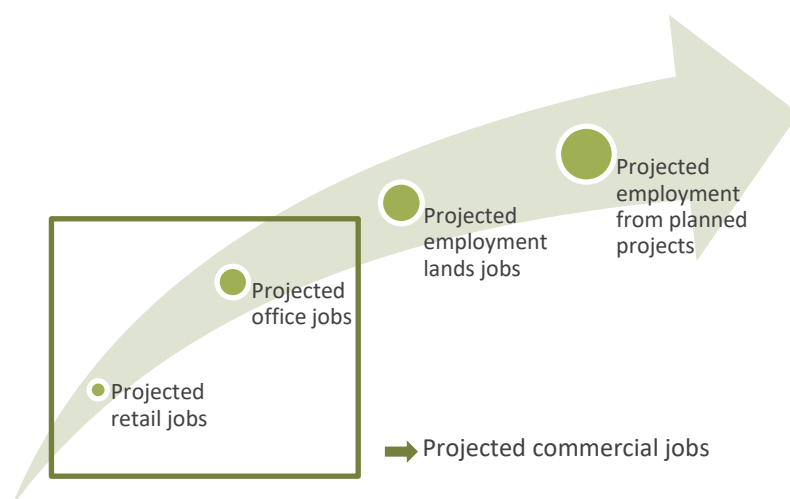 Projected
retail jobs
Projected
office jobs
Projected
employment
lands jobs
Projected
employment
from planned
projects
Projected commercial jobs